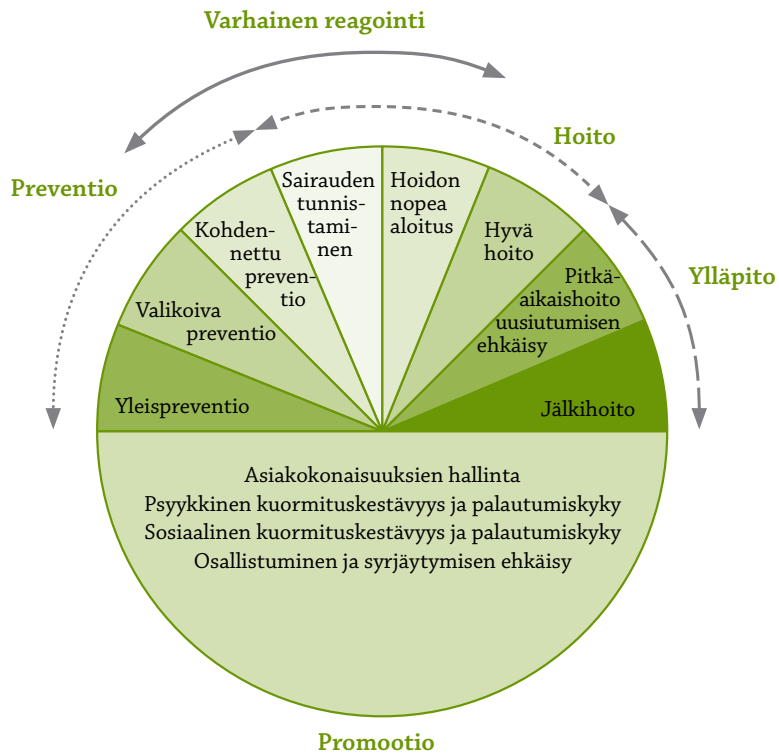 Varhainen reagointi
Preventio
Hoito
Ylläpito
Yleispreventio
Valikoiva
preventio
Kohden-
nettu
preven-
tio
Sairauden
tunnis-
tami-
nen
Hoidon
nopea
aloitus
Hyvä
hoito
Pitkä-
aikaishoito
uusiutumisen
ehkäisy
Jälkihoito
Asiakokonaisuuksien hallinta
Psyykkinen kuormituskestävyys ja palautumiskyky
Sosiaalinen kuormituskestävyys ja palautumiskyky
Osallistuminen ja syrjäytymisen ehkäisy
Promootio